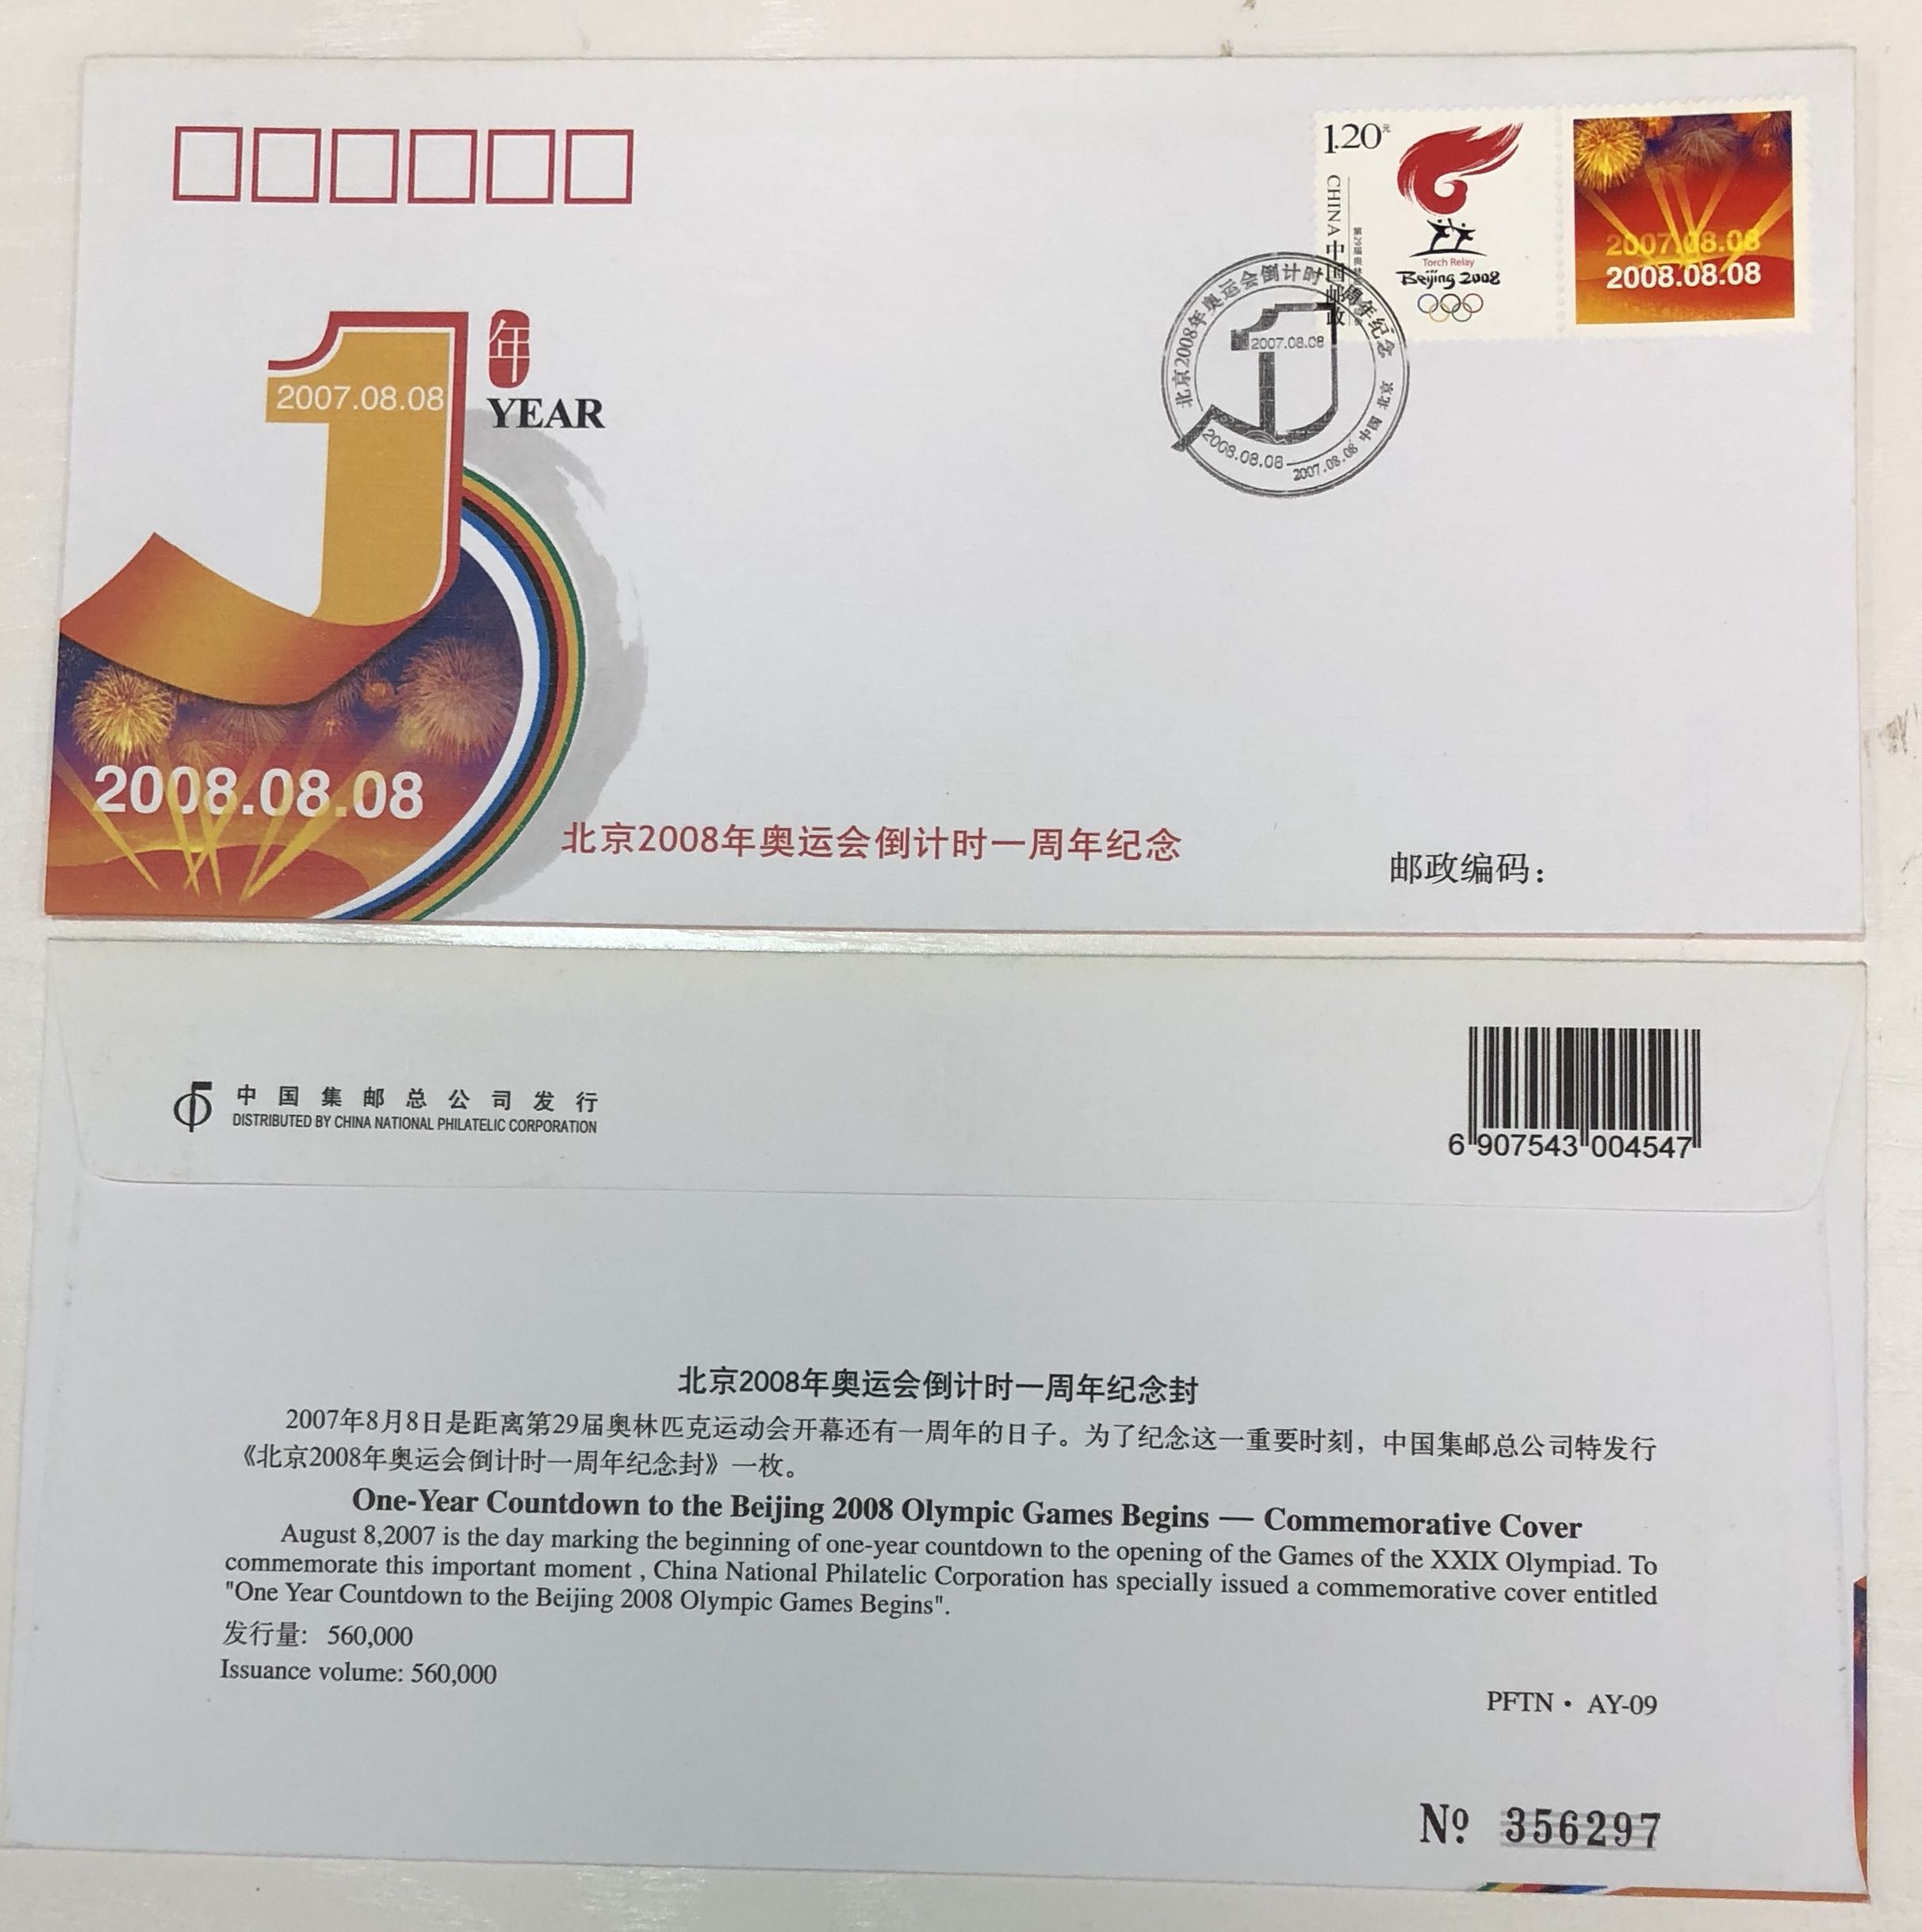 1.20元
CHINA 中国邮政
Torch Relay
Beijing 2008
2007.08.08
2008.08.08
北京2008年奥运会倒计时一周年纪念
2007.08.08
2008.08.08
2007.08.08 中国 北京
2007.08.08
年
YEAR
2008.08.08
北京2008年奥运会倒计时一周年纪念
邮政编码：
中国集邮总公司发行
DISTRIBUTED BY CHINA NATIONAL PHILATELIC CORPORATION
6 907543 004547
北京2008年奥运会倒计时一周年纪念封
2007年8月8日是距离第29届奥林匹克运动会开幕还有一周年的日子。为了纪念这一重要时刻，中国集邮总公司特发行
《北京2008年奥运会倒计时一周年纪念封》一枚。
One-Year Countdown to the Beijing 2008 Olympic Games Begins — Commemorative Cover
August 8,2007 is the day marking the beginning of one-year countdown to the opening of the Games of the XXIX Olympiad. To
commemorate this important moment , China National Philatelic Corporation has specially issued a commemorative cover entitled
"One Year Countdown to the Beijing 2008 Olympic Games Begins".
发行量: 560,000
Issuance volume: 560,000
PFTN · AY-09
Nº 356297